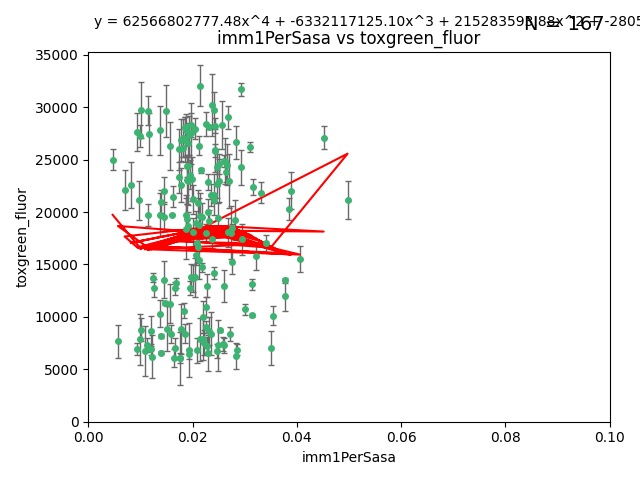 y = 62566802777.48x^4 + -6332117125.10x^3 + 215283598.88x^2 + -2805
N = 167
imm1PerSasa vs toxgreen_fluor
35000
30000
25000
20000
15000
10000
5000
0
toxgreen_fluor
0.00 0.02 0.04 0.06 0.08 0.10
imm1PerSasa